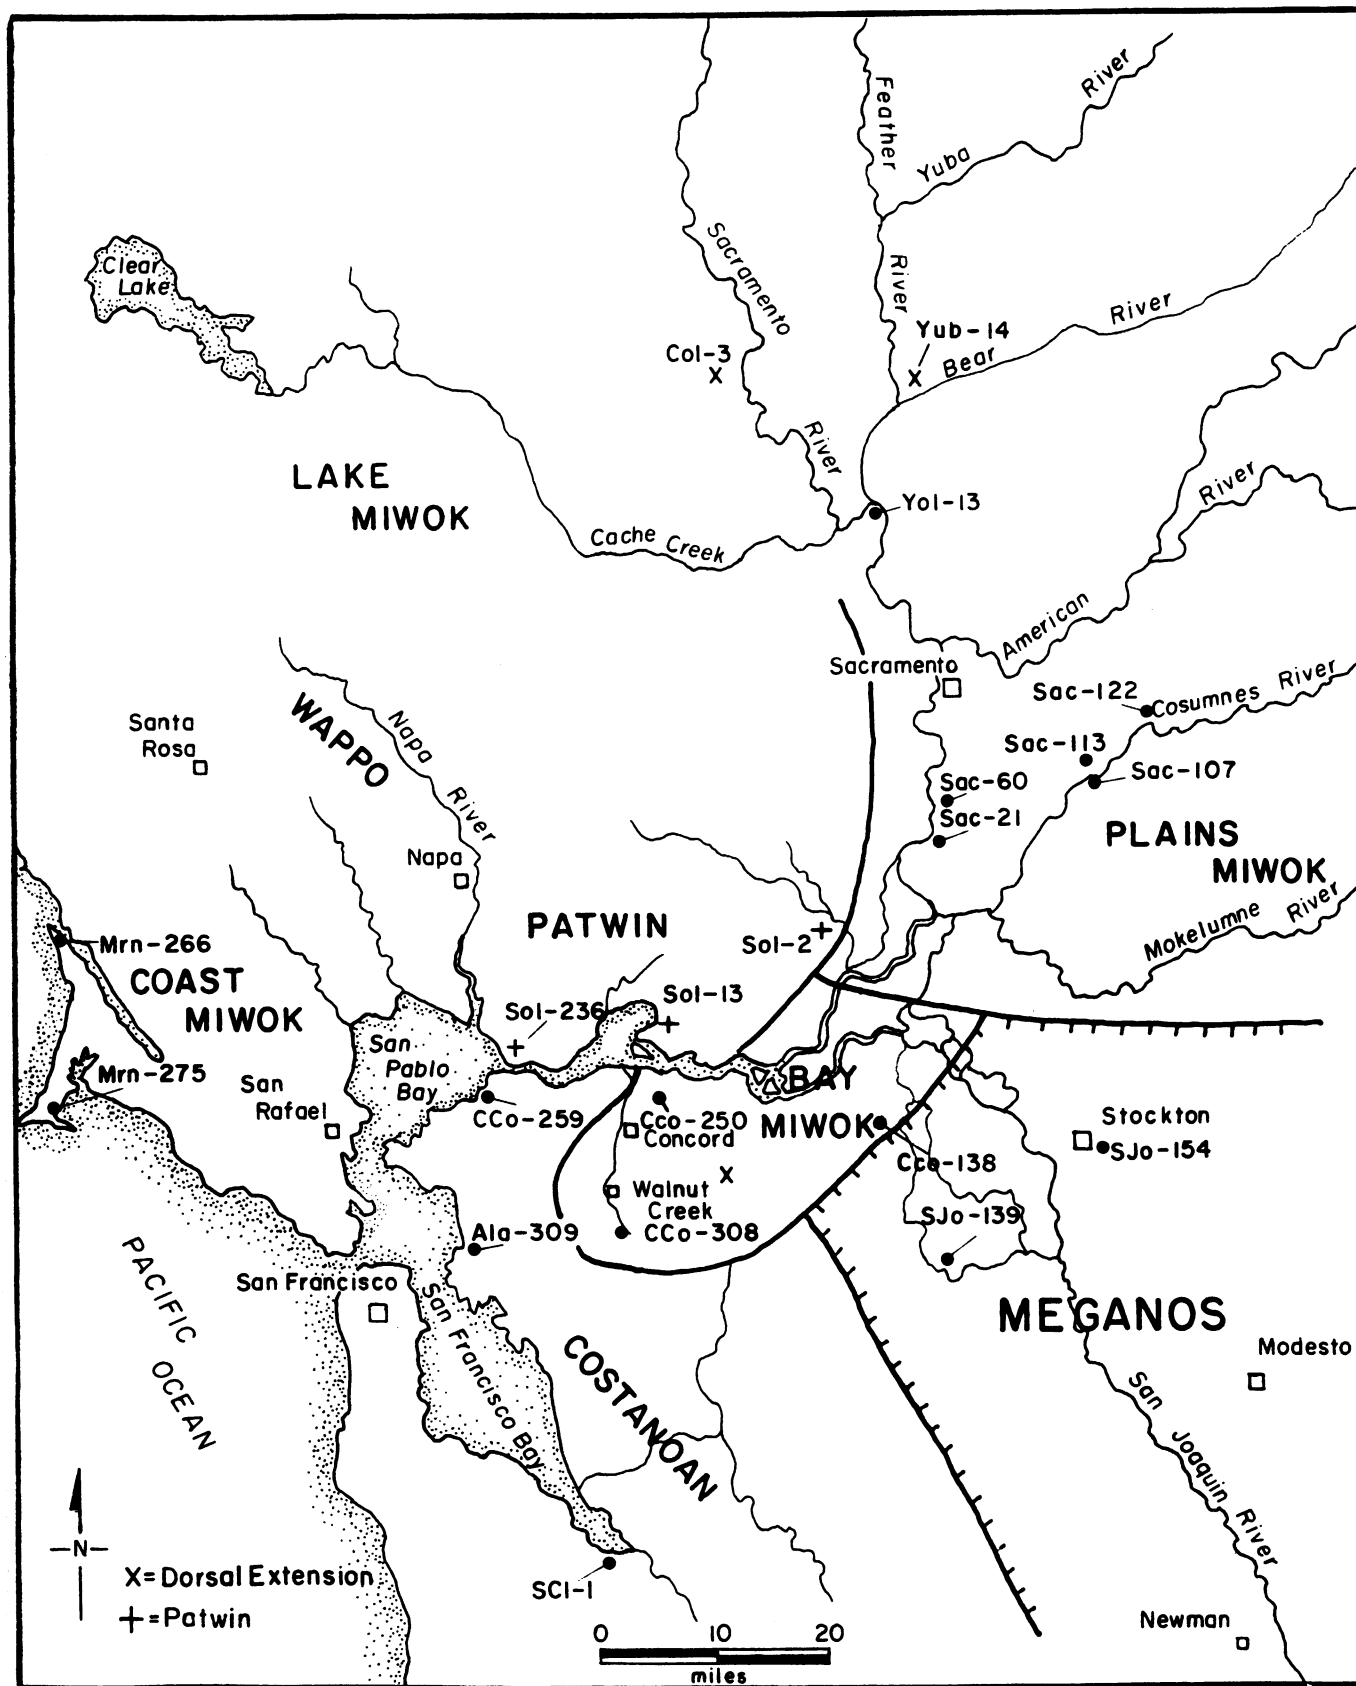 Feather
River
Yuba
River
Sacramento
River
Clear
Lake
Col-3
Yub-14
Bear
River
LAKE
MIWOK
Cache Creek
Yol-13
American
River
Sacramento
Sac-122
Cosumnes River
Sac-113
Sac-107
Sac-60
Sac-21
PLAINS
MIWOK
Mokelumne River
Santa
Rosa
WAPPO
Napa
River
Napa
PATWIN
Sol-2
Mrn-266
COAST
MIWOK
Sol-236
Sol-13
San
Pablo
Bay
Mrn-275
San
Rafael
CCo-259
Cco-250
Concord
BAY
MIWOK
Cco-138
Stockton
SJo-154
Walnut
Creek
CCo-308
SJo-139
Ala-309
PACIFIC
OCEAN
San Francisco
San Francisco Bay
COSTANOAN
MEGANOS
Modesto
San Joaquin River
Newman
SCl-1
-N-
X=Dorsal Extension
+=Patwin
0 10 20
miles